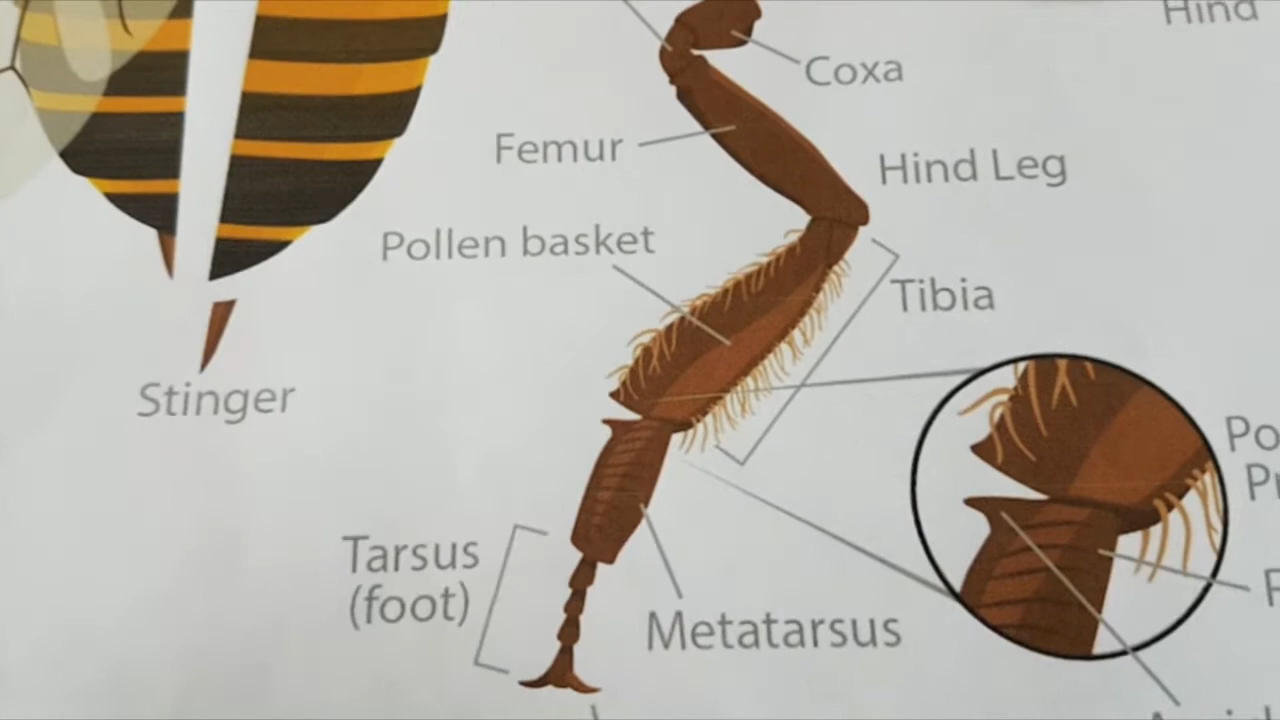 Hind
Coxa
Femur
Hind Leg
Pollen basket
Tibia
Stinger
Tarsus
(foot)
Metatarsus